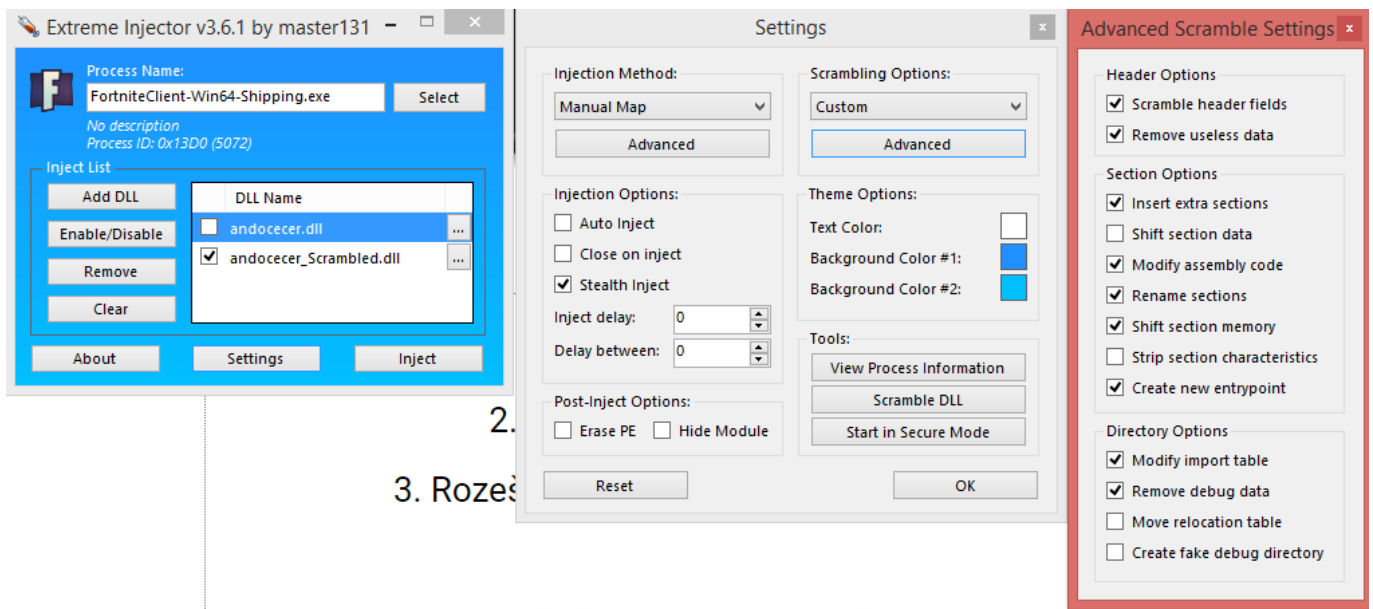 Extreme Injector v3.6.1 by master131
Process Name:
FortniteClient-Win64-Shipping.exe
Select
No description
Process ID: 0x13D0 (5072)
Inject List
Add DLL
Enable/Disable
Remove
Clear
DLL Name
andocecer.dll
...
andocecer_Scrambled.dll
...
About
Settings
Inject
2.
3. Rozeš
Settings
Injection Method:
Manual Map
Advanced
Scrambling Options:
Custom
Advanced
Injection Options:
Auto Inject
Close on inject
Stealth Inject
Inject delay: 0
Delay between: 0
Theme Options:
Text Color:
Background Color #1:
Background Color #2:
Post-Inject Options:
Erase PE Hide Module
Tools:
View Process Information
Scramble DLL
Start in Secure Mode
Reset
OK
Advanced Scramble Settings
Header Options
Scramble header fields
Remove useless data
Section Options
Insert extra sections
Shift section data
Modify assembly code
Rename sections
Shift section memory
Strip section characteristics
Create new entrypoint
Directory Options
Modify import table
Remove debug data
Move relocation table
Create fake debug directory